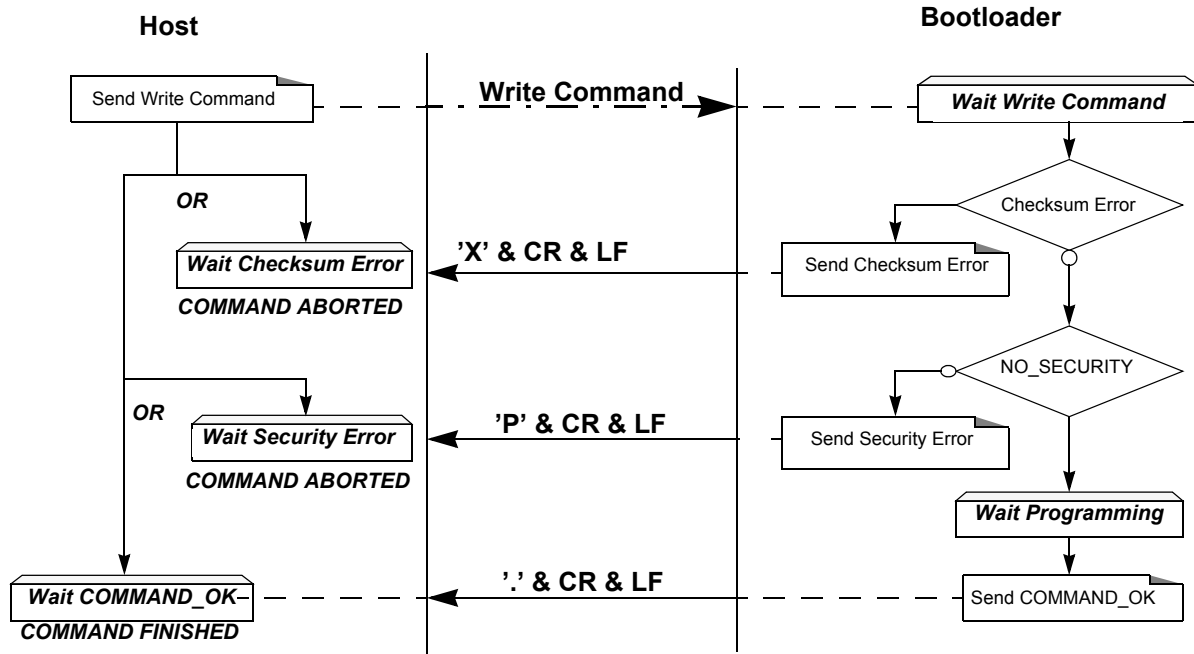 Host
Bootloader
Send Write Command
Write Command
Wait Write Command
OR
Checksum Error
Wait Checksum Error
’X’ & CR & LF
Send Checksum Error
COMMAND ABORTED
NO_SECURITY
OR
Wait Security Error
’P’ & CR & LF
Send Security Error
COMMAND ABORTED
Wait Programming
Wait COMMAND_OK
’.’ & CR & LF
Send COMMAND_OK
COMMAND FINISHED